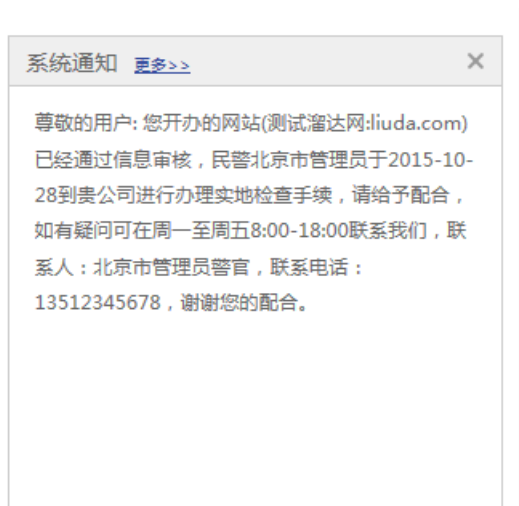 系统通知 更多>>
尊敬的用户: 您开办的网站(测试溜达网:liuda.com)
已经通过信息审核，民警北京市管理员于2015-10-
28到贵公司进行办理实地检查手续，请给予配合，
如有疑问可在周一至周五8:00-18:00联系我们，联
系人：北京市管理员警官，联系电话：
13512345678，谢谢您的配合。